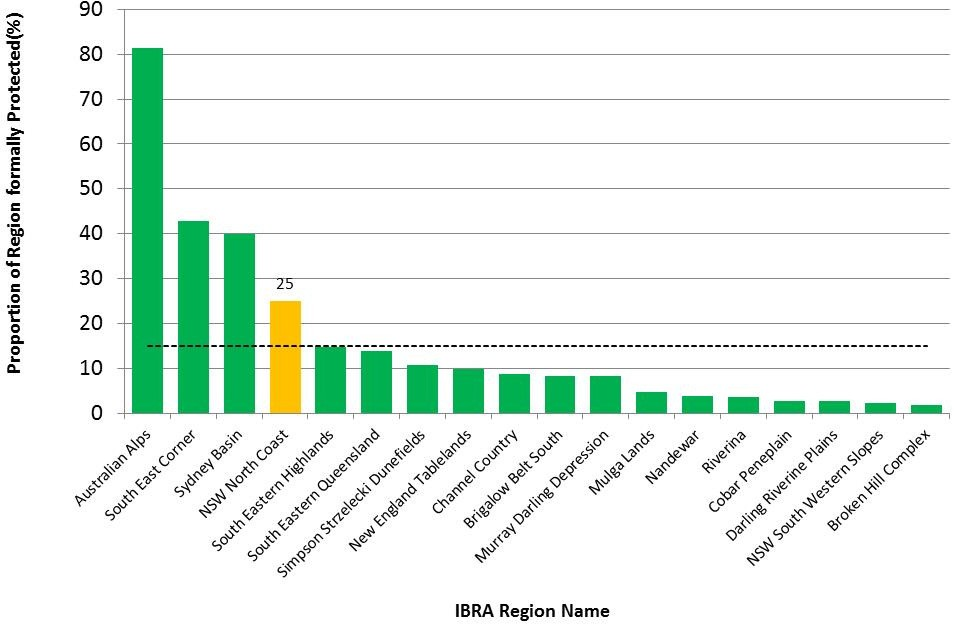 Proportion of Region formally Protected(%)
90
80
70
60
50
40
30
20
10
0
25
Australian Alps
South East Corner
Sydney Basin
NSW North Coast
South Eastern Highlands
South Eastern Queensland
Simpson Strzelecki Dunefields
New England Tablelands
Channel Country
Brigalow Belt South
Murray Darling Depression
Mulga Lands
Nandewar
Riverina
Cobar Peneplain
Darling Riverine Plains
NSW South Western Slopes
Broken Hill Complex
IBRA Region Name